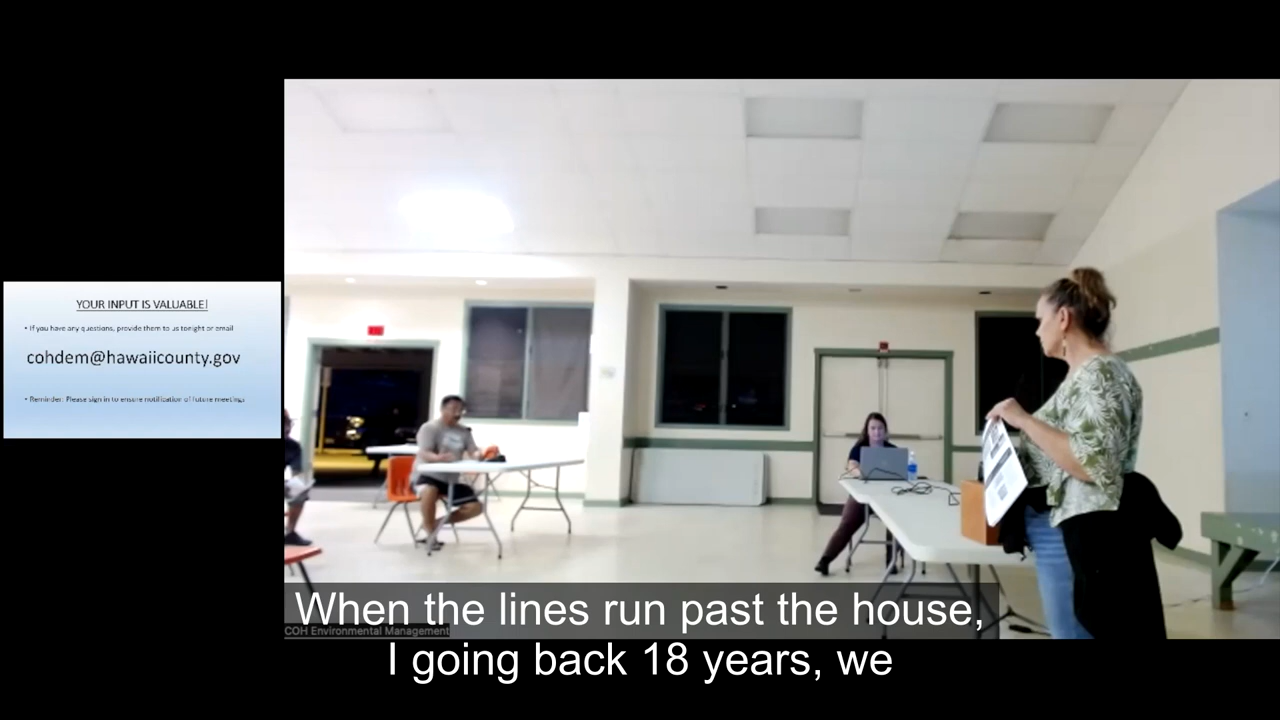 YOUR INPUT IS VALUABLE!
• If you have any questions, provide them to us tonight or email
cohdem@hawaiicounty.gov
• Reminder: Please sign in to ensure notification of future meetings
When the lines run past the house,
COH Environmental Management
I going back 18 years, we